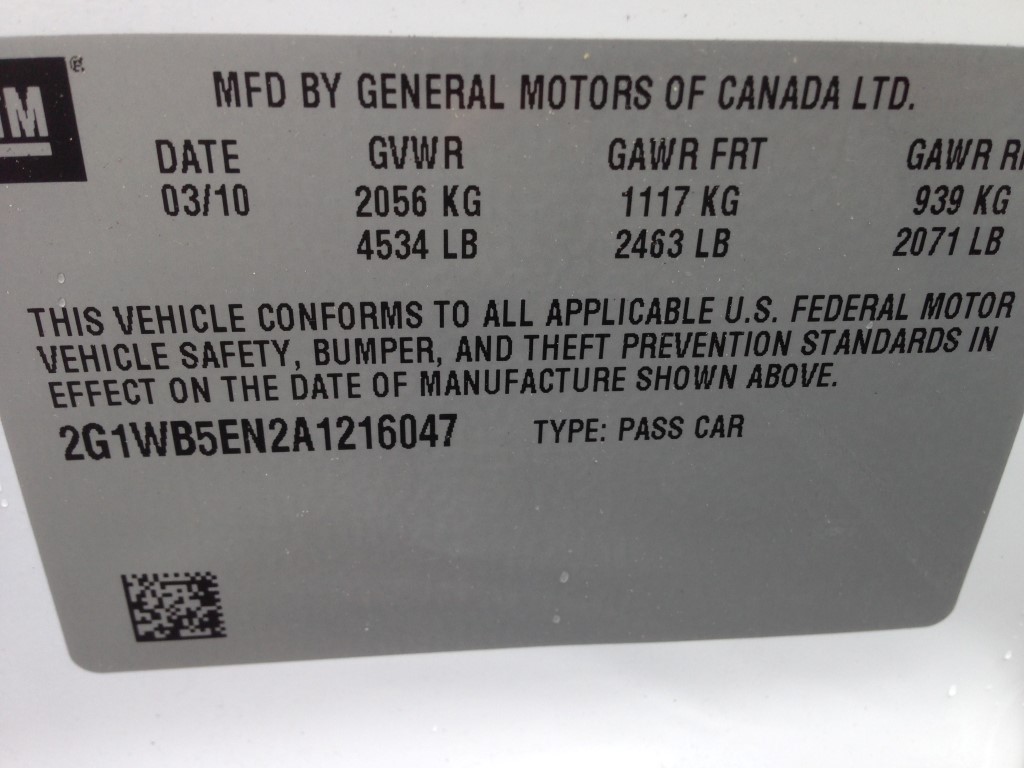 MFD BY GENERAL MOTORS OF CANADA LTD.
DATE GVWR GAWR FRT GAWR
03/10 2056 KG 1117 KG 939 KG
4534 LB 2463 LB 2071 LB
THIS VEHICLE CONFORMS TO ALL APPLICABLE U.S. FEDERAL MOTOR
VEHICLE SAFETY, BUMPER, AND THEFT PREVENTION STANDARDS IN
EFFECT ON THE DATE OF MANUFACTURE SHOWN ABOVE.
2G1WB5EN2A1216047 TYPE: PASS CAR